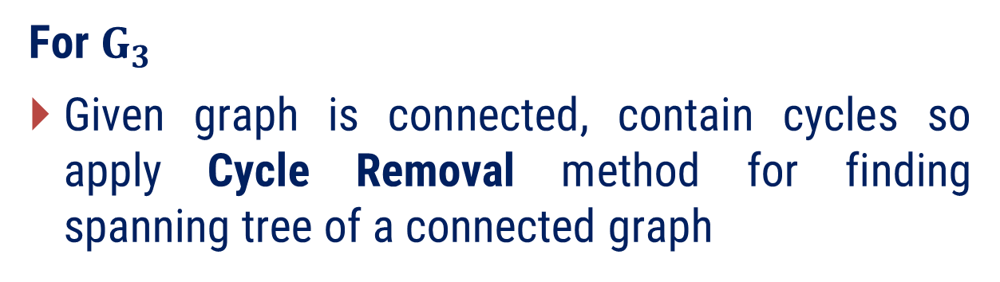 For G₃
Given graph is connected, contain cycles so
apply Cycle Removal method for finding
spanning tree of a connected graph